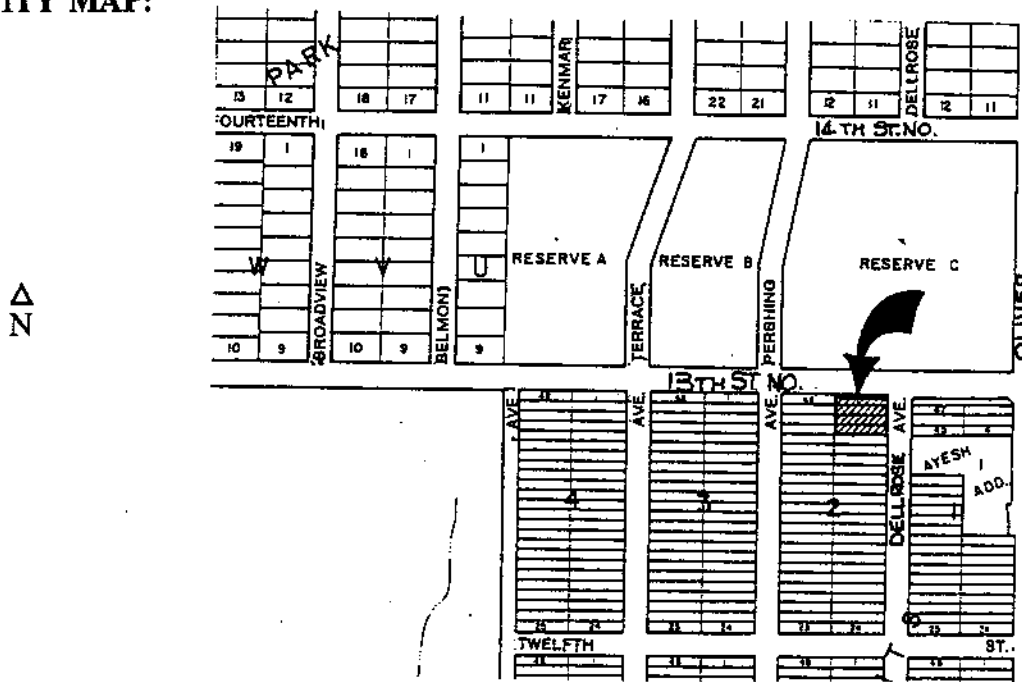 ITY MAP:
PARK
KENMAR
DELLROSE
13 12 18 17 11 11 17 16 22 21 12 11 12 11
FOURTEENTH
14 TH ST. NO.
19 1 16 1 1
W V U
RESERVE A RESERVE B RESERVE C
N
BROADVIEW
BELMONT
TERRACE
PERSHING
OLIVER
10 9 10 9 9
13TH ST. NO.
AVE. AVE. AVE. AVE.
DELLROSE
AYESH
ADD.
4 3 2 1
25 24
TWELFTH
ST.